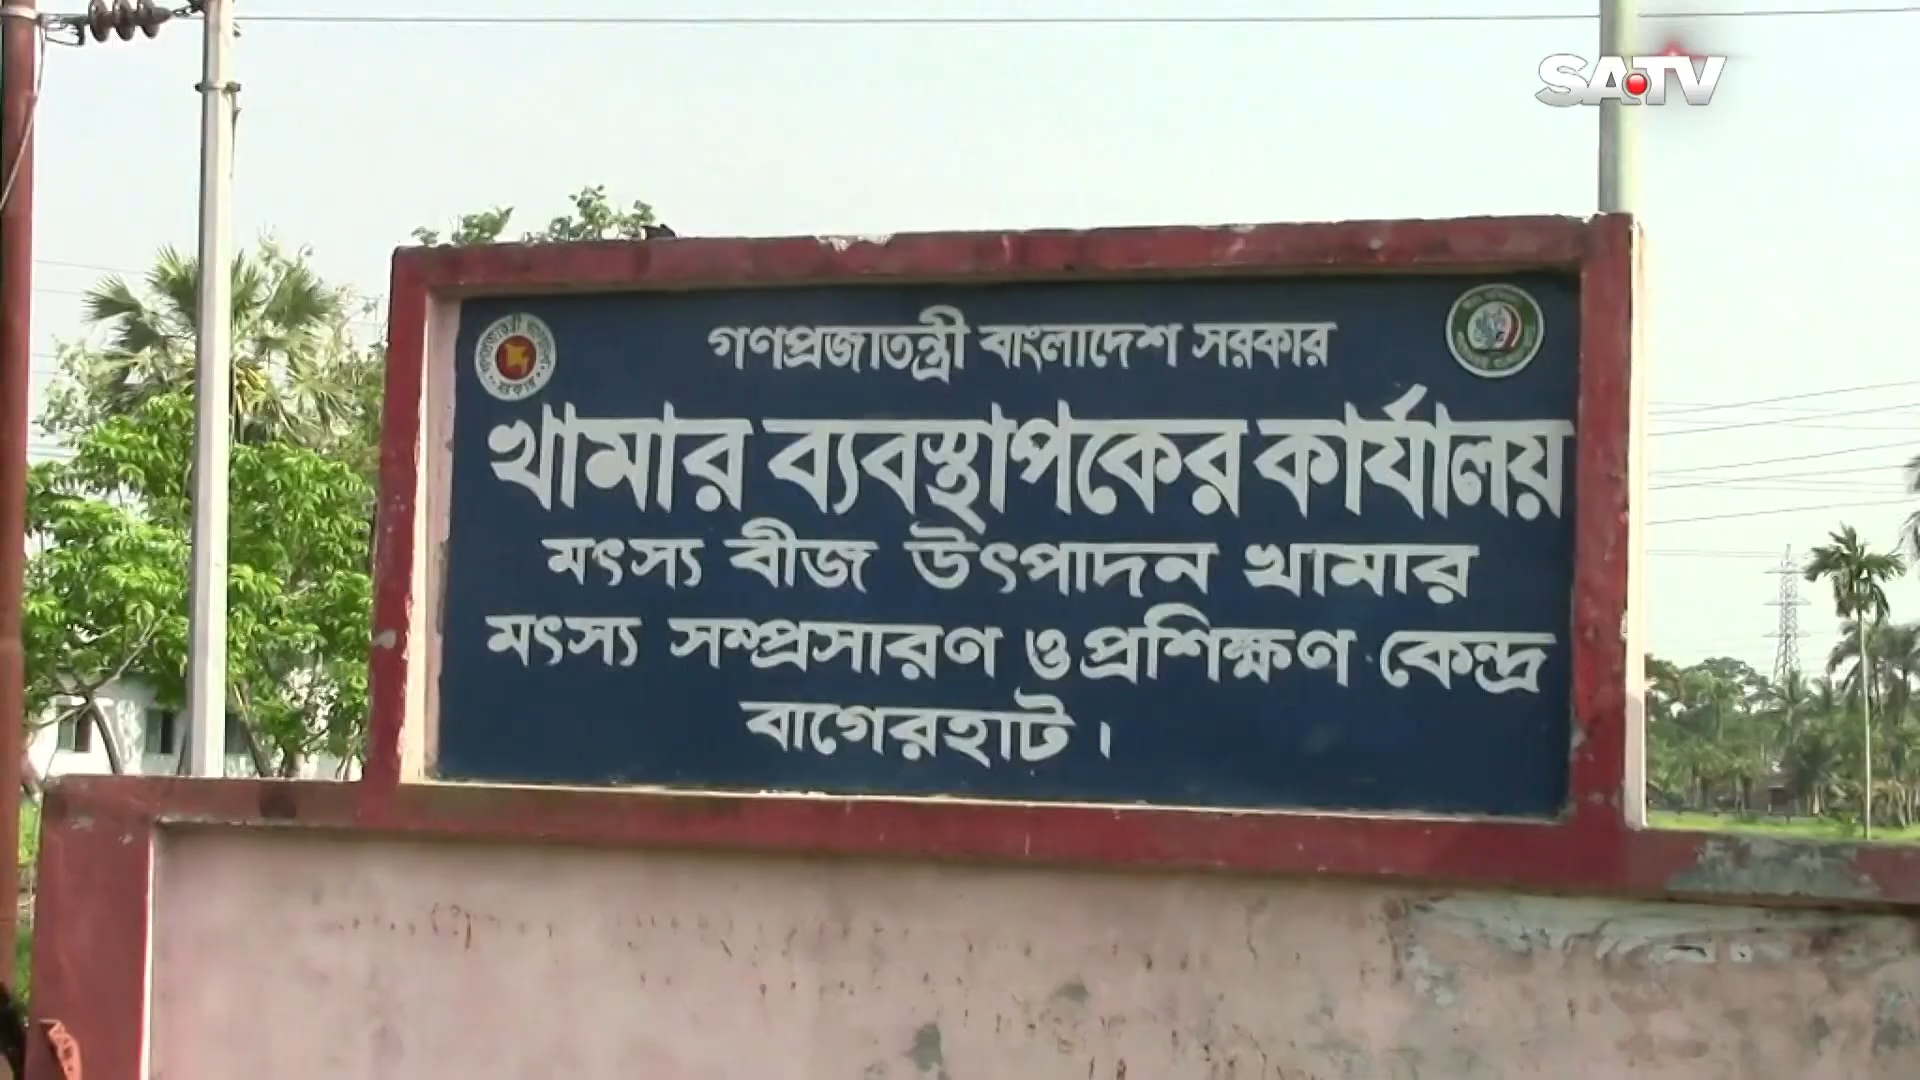 SATV
গণপ্রজাতন্ত্রী বাংলাদেশ সরকার
খামার ব্যবস্থাপকের কার্যালয়
মৎস্য বীজ উৎপাদন খামার
মৎস্য সম্প্রসারণ ও প্রশিক্ষণ কেন্দ্র
বাগেরহাট।